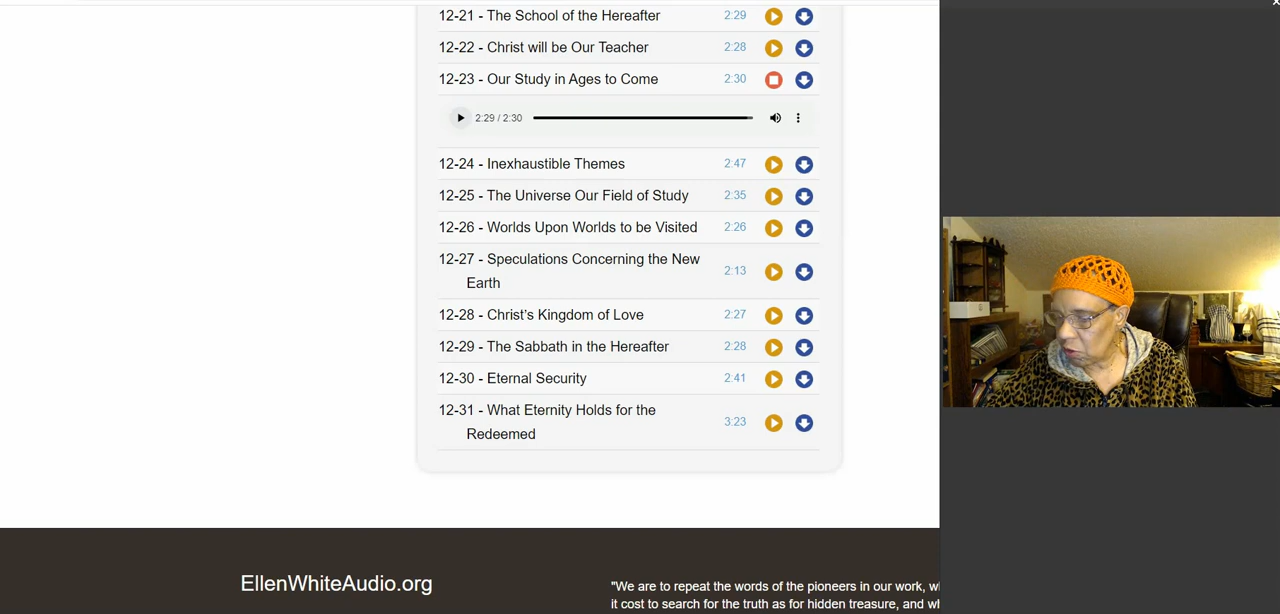 12-21 - The School of the Hereafter 2:29
12-22 - Christ will be Our Teacher 2:28
12-23 - Our Study in Ages to Come 2:30
2:29 / 2:30
12-24 - Inexhaustible Themes 2:47
12-25 - The Universe Our Field of Study 2:35
12-26 - Worlds Upon Worlds to be Visited 2:26
12-27 - Speculations Concerning the New
Earth 2:13
12-28 - Christ's Kingdom of Love 2:27
12-29 - The Sabbath in the Hereafter 2:28
12-30 - Eternal Security 2:41
12-31 - What Eternity Holds for the
Redeemed 3:23
EllenWhiteAudio.org
"We are to repeat the words of the pioneers in our work,
it cost to search for the truth as for hidden treasure, and